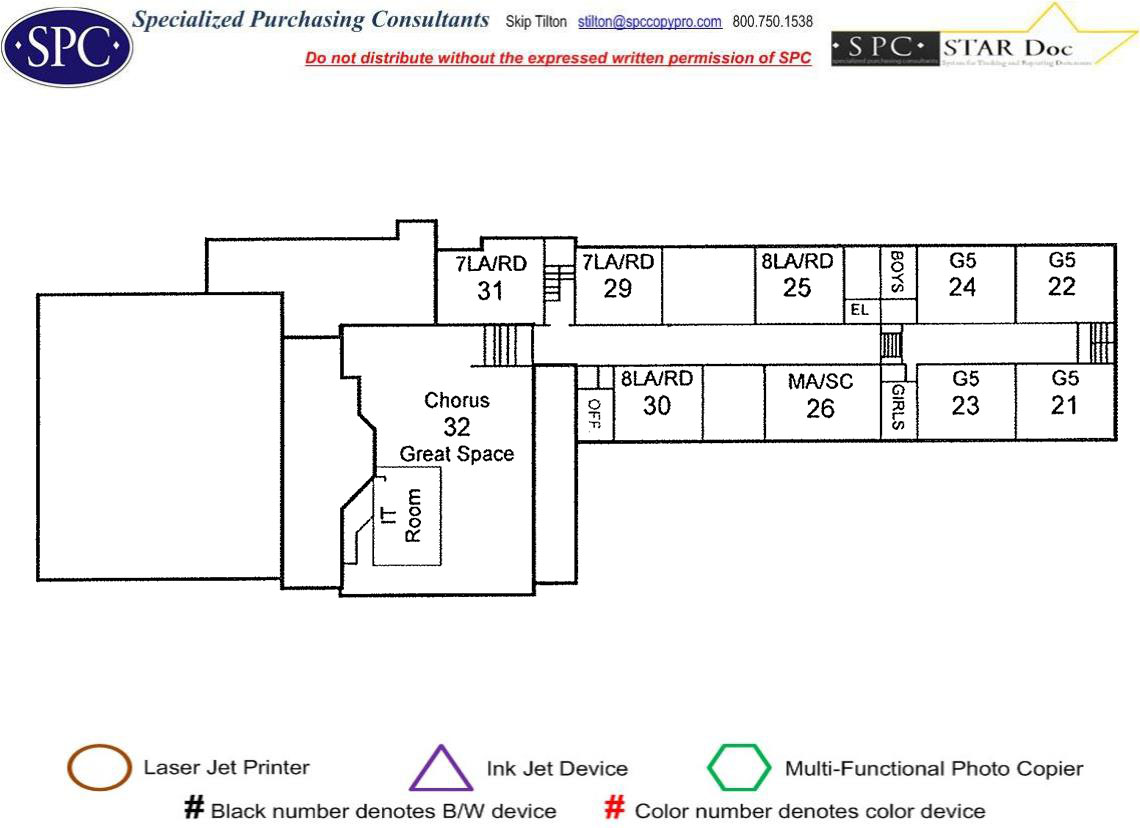 Specialized Purchasing Consultants Skip Tilton stilton@spccopypro.com 800.750.1538
·SPC·
· S P C · STAR Doc
specialized purchasing consultants System for Tracking and Reporting Documents
Do not distribute without the expressed written permission of SPC
7LA/RD
31
7LA/RD
29
8LA/RD
25
EL
BOYS
G5
24
G5
22
Chorus
32
Great Space
IT
Room
OFF.
8LA/RD
30
MA/SC
26
GIRLS
G5
23
G5
21
Laser Jet Printer Ink Jet Device Multi-Functional Photo Copier
# Black number denotes B/W device # Color number denotes color device